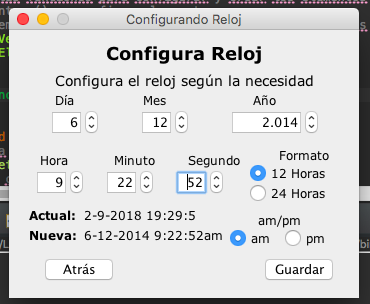 Configurando Reloj
Configura Reloj
Configura el reloj según la necesidad
Día Mes Año
6 12 2.014
Hora Minuto Segundo Formato
9 22 52 12 Horas
24 Horas
Actual: 2-9-2018 19:29:5
am/pm
Nueva: 6-12-2014 9:22:52am am pm
Atrás Guardar